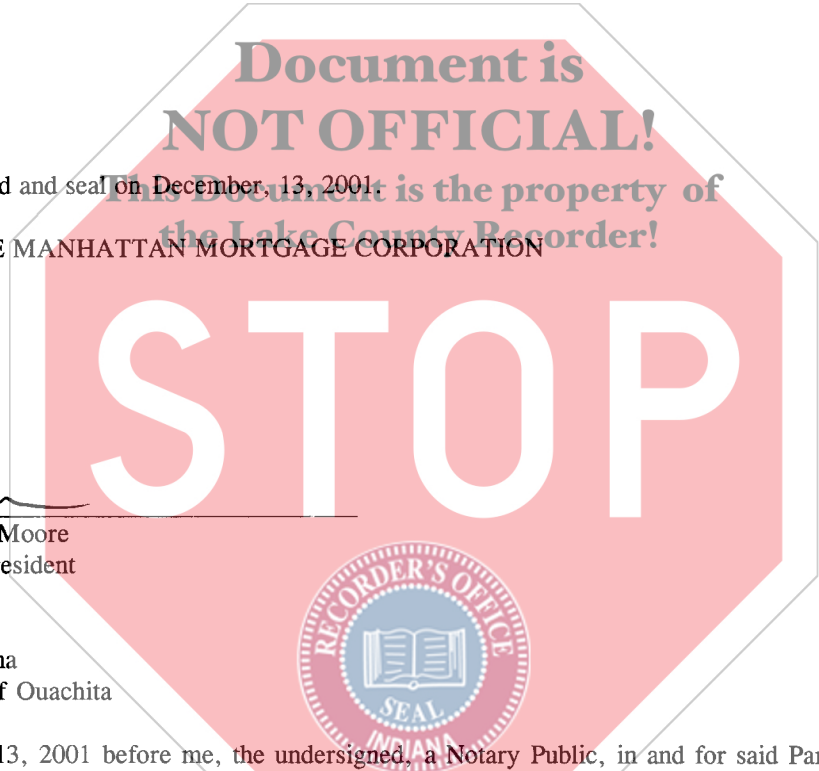 Document is
NOT OFFICIAL!
d and seal on December, 13, 2001.
This Document is the property of
E MANHATTAN MORTGAGE CORPORATION
the Lake County Recorder!
STOP
Moore
esident
RECORDER'S OFFICE
SEAL
INDIANA
na
f Ouachita
13, 2001 before me, the undersigned, a Notary Public, in and for said Par